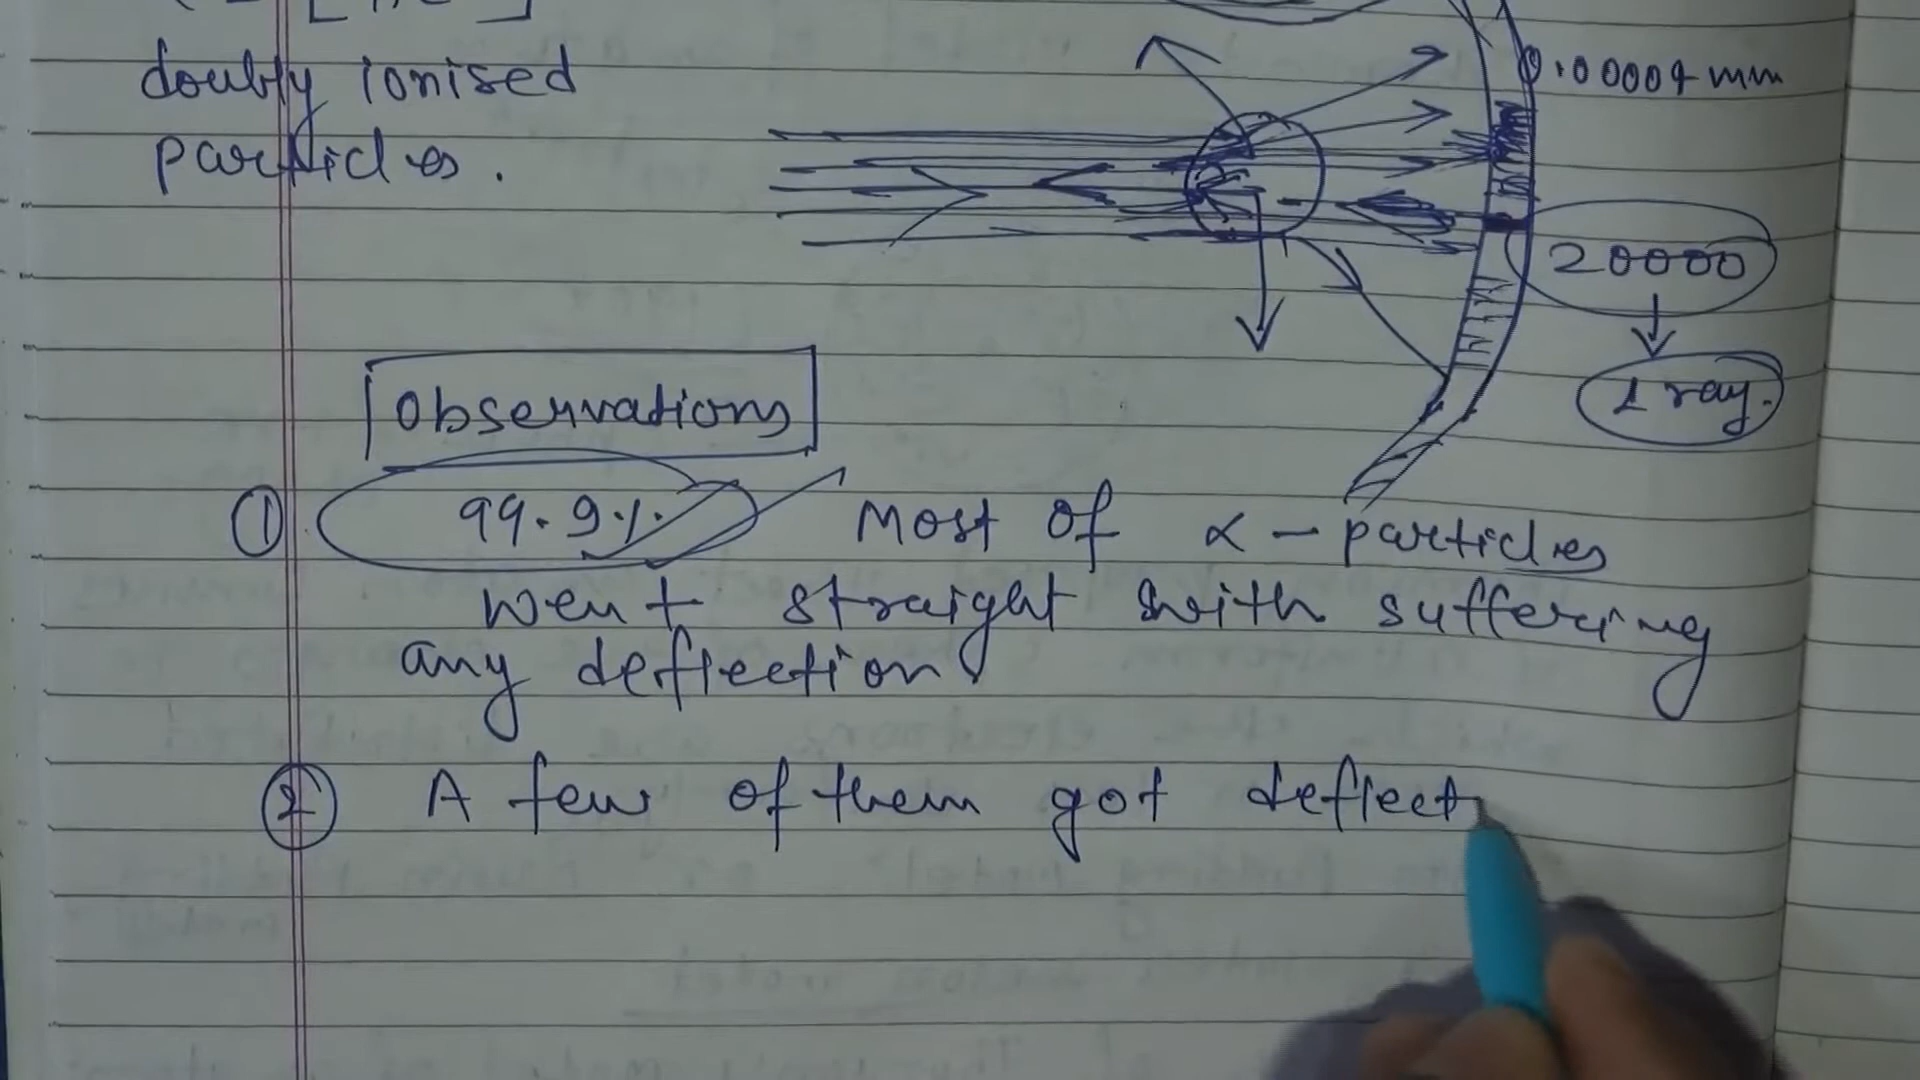 doubly ionised
particles.
0.00004 mm
20000
1 ray.
Observations
① 99.9% Most of α - particles
went straight with suffering
any deflection
② A few of them got deflect